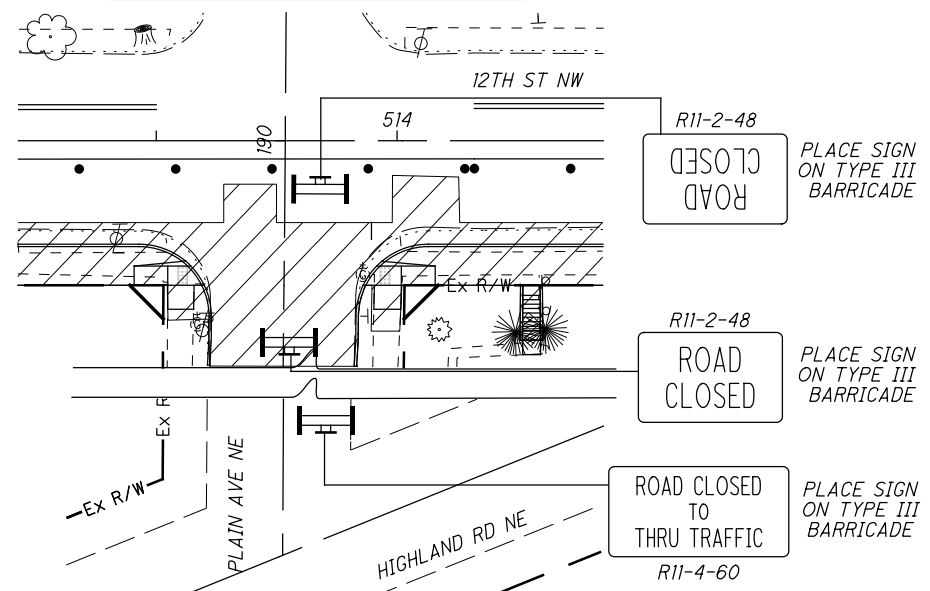 12TH ST NW
190
514
R11-2-48
ROAD
CLOSED
PLACE SIGN
ON TYPE III
BARRICADE
Ex R/W
R11-2-48
ROAD
CLOSED
PLACE SIGN
ON TYPE III
BARRICADE
Ex R
Ex R/W
PLAIN AVE NE
HIGHLAND RD NE
ROAD CLOSED
TO
THRU TRAFFIC
R11-4-60
PLACE SIGN
ON TYPE III
BARRICADE